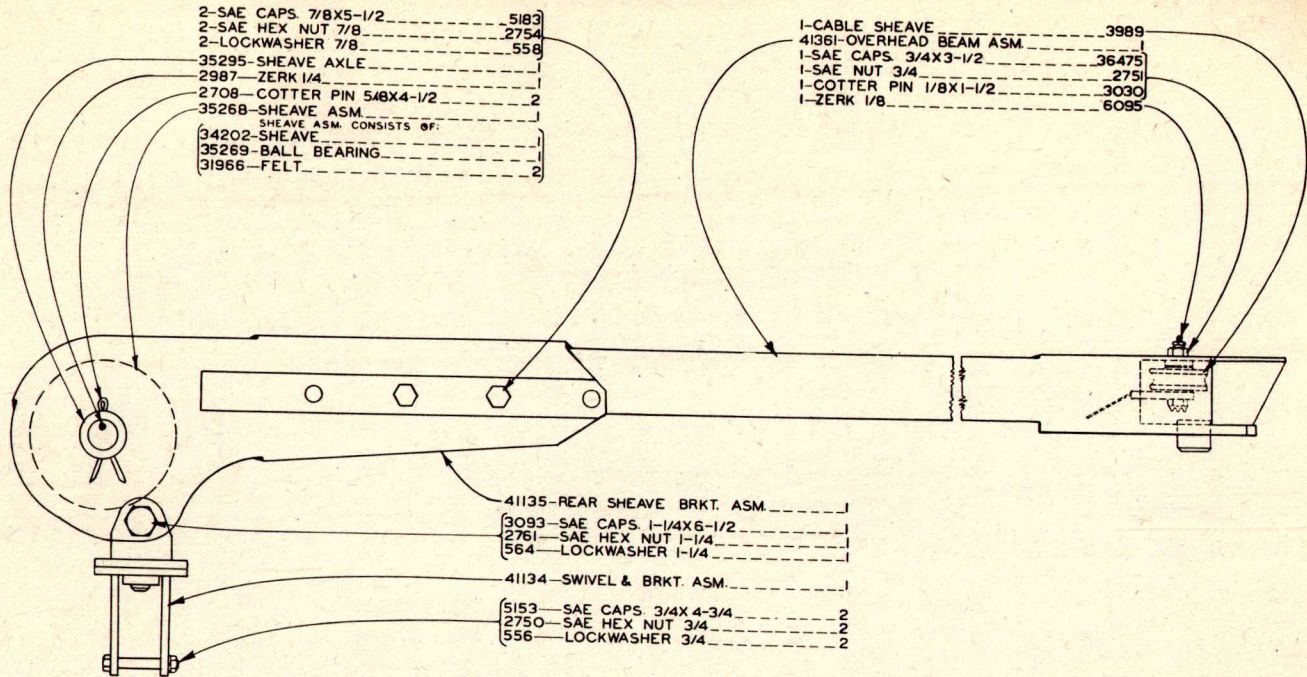 2-SAE CAPS. 7/8X5-1/2 5183
2-SAE HEX NUT 7/8 2754
2-LOCKWASHER 7/8 558
35295-SHEAVE AXLE 1
2987-ZERK 1/4 1
2708-COTTER PIN 5/8X4-1/2 2
35268-SHEAVE ASM. 1
SHEAVE ASM. CONSISTS OF:
34202-SHEAVE 1
35269-BALL BEARING 1
31966-FELT 2
1-CABLE SHEAVE 3989
41361-OVERHEAD BEAM ASM. 1
1-SAE CAPS. 3/4X3-1/2 36475
1-SAE NUT 3/4 2751
1-COTTER PIN 1/8X1-1/2 3030
1-ZERK 1/8 6095
41135-REAR SHEAVE BRKT. ASM. 1
3093-SAE CAPS. 1-1/4X6-1/2 1
2761-SAE HEX NUT 1-1/4 1
564-LOCKWASHER 1-1/4 1
41134-SWIVEL & BRKT. ASM. 1
5153-SAE CAPS. 3/4X4-3/4 2
2750-SAE HEX NUT 3/4 2
556-LOCKWASHER 3/4 2